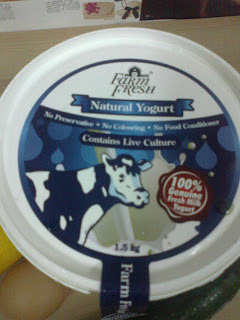 FARM
FRESH
Natural Yogurt
No Preservative • No Colouring • No Food Conditioner
Contains Live Culture
100%
Genuine
Fresh Milk
Yogurt
1.5 kg
Farm Fre